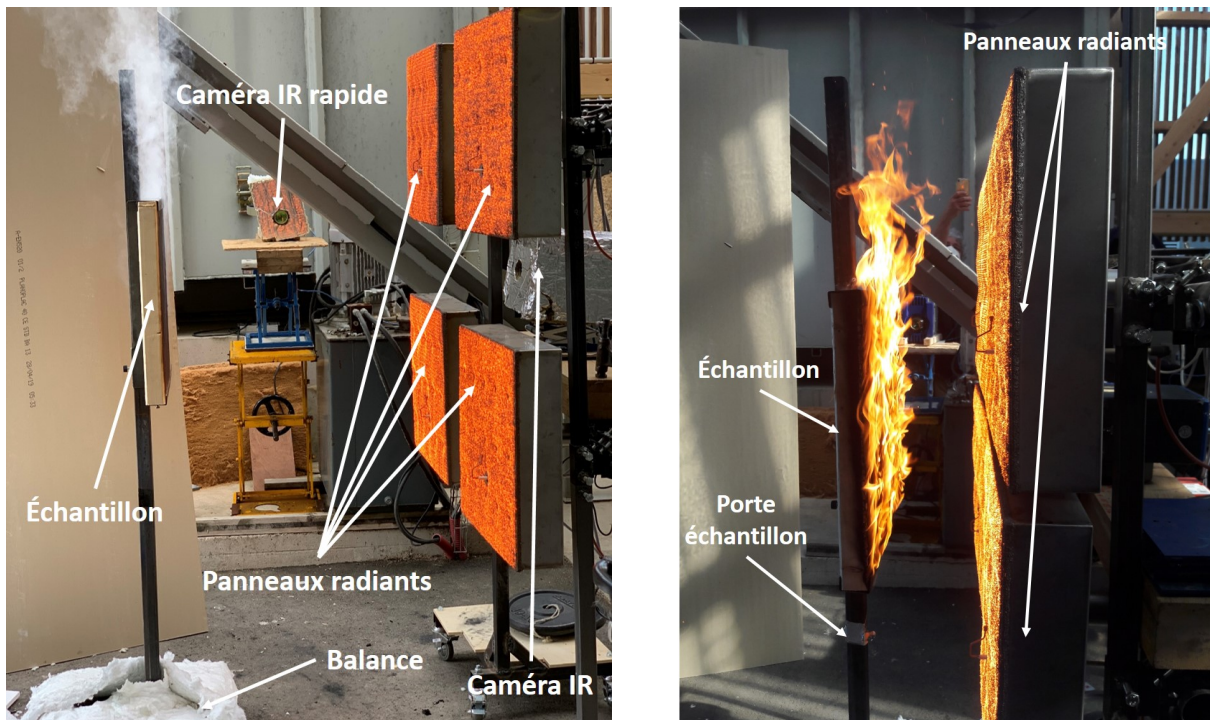 Caméra IR rapide
Échantillon
Panneaux radiants
Balance
Caméra IR
Panneaux radiants
Échantillon
Porte
échantillon